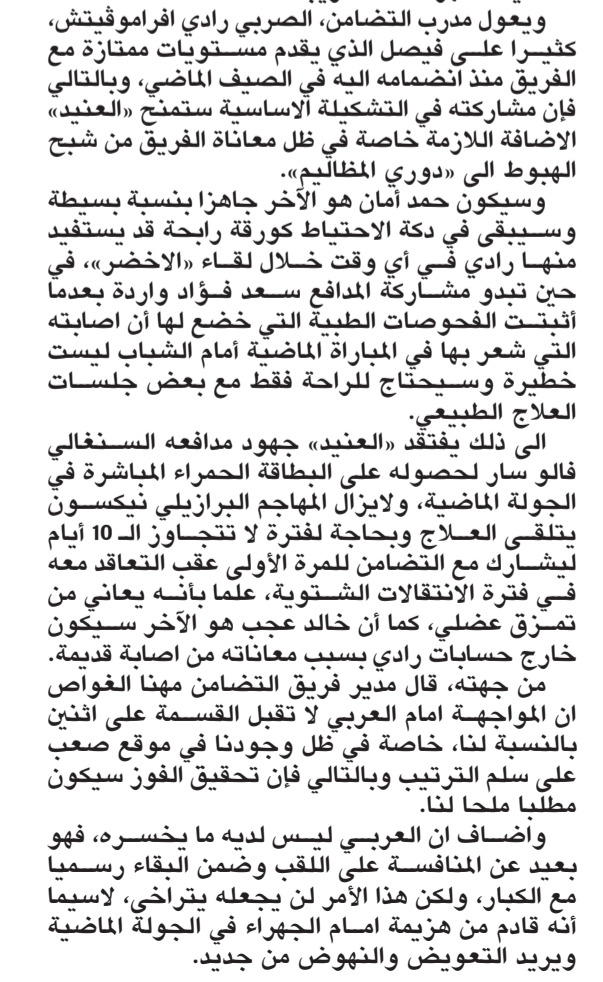 ويعول مدرب التضامن، الصربي رادي افراموفيتش،
كثيرا على فيصل الذي يقدم مستويات ممتازة مع
الفريق منذ انضمامه اليه في الصيف الماضي، وبالتالي
فإن مشاركته في التشكيلة الاساسية ستمنح «العنيد»
الاضافة اللازمة خاصة في ظل معاناة الفريق من شبح
الهبوط الى «دوري المظاليم».
وسيكون حمد أمان هو الآخر جاهزا بنسبة بسيطة
وسيبقى في دكة الاحتياط كورقة رابحة قد يستفيد
منها رادي في أي وقت خلال لقاء «الاخضر»، في
حين تبدو مشاركة المدافع سعد فؤاد واردة بعدما
أثبتت الفحوصات الطبية التي خضع لها أن اصابته
التي شعر بها في المباراة الماضية أمام الشباب ليست
خطيرة وسيحتاج للراحة فقط مع بعض جلسات
العلاج الطبيعي.
الى ذلك يفتقد «العنيد» جهود مدافعه السنغالي
فالو سار لحصوله على البطاقة الحمراء المباشرة في
الجولة الماضية، ولايزال المهاجم البرازيلي نيكسون
يتلقى العلاج وبحاجة لفترة لا تتجاوز الـ 10 أيام
ليشارك مع التضامن للمرة الأولى عقب التعاقد معه
في فترة الانتقالات الشتوية، علما بأنه يعاني من
تمزق عضلي، كما أن خالد عجب هو الآخر سيكون
خارج حسابات رادي بسبب معاناته من اصابة قديمة.
من جهته، قال مدير فريق التضامن مهنا الغواص
ان المواجهة امام العربي لا تقبل القسمة على اثنين
بالنسبة لنا، خاصة في ظل وجودنا في موقع صعب
على سلم الترتيب وبالتالي فإن تحقيق الفوز سيكون
مطلبا ملحا لنا.
واضاف ان العربي ليس لديه ما يخسره، فهو
بعيد عن المنافسة على اللقب وضمن البقاء رسميا
مع الكبار، ولكن هذا الأمر لن يجعله يتراخى، لاسيما
أنه قادم من هزيمة امام الجهراء في الجولة الماضية
ويريد التعويض والنهوض من جديد.